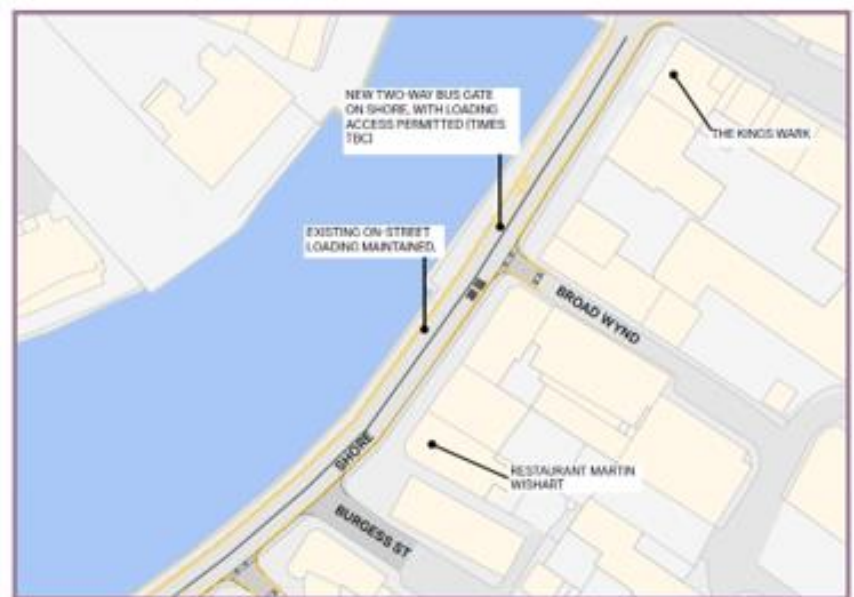 NEW TWO-WAY BUS GATE
ON SHORE, WITH LOADING
ACCESS PERMITTED (TIMES
TBC)
THE KINGS WARK
EXISTING ON-STREET
LOADING MAINTAINED.
BROAD WYND
SHORE
RESTAURANT MARTIN
WISHART
BURGESS ST